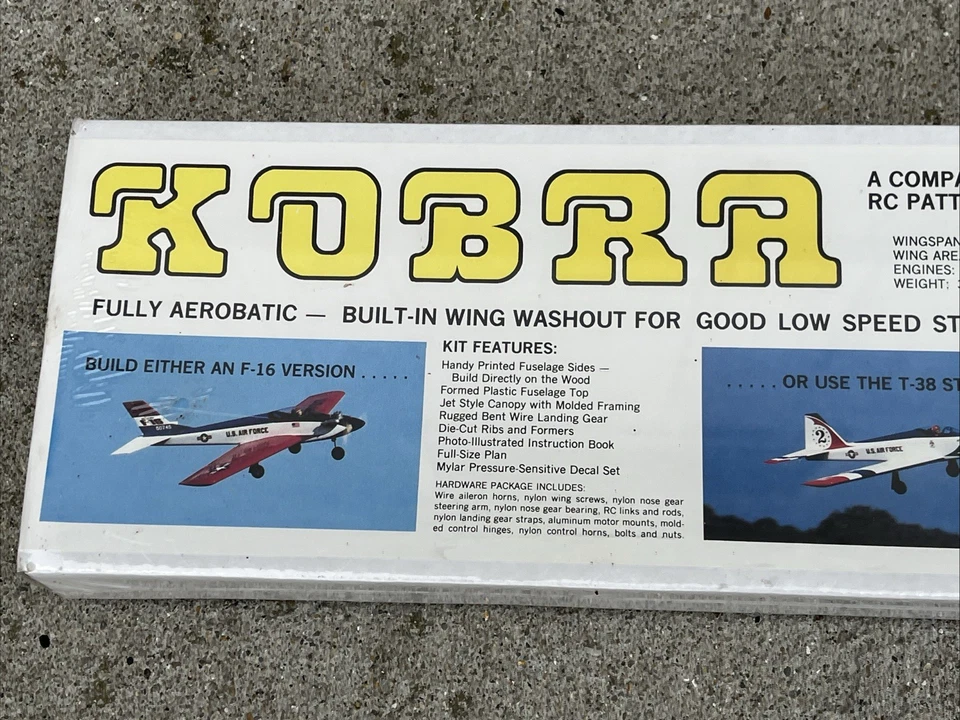 KOBRA
A COMPA
RC PATT
WINGSPAN
WING ARE
ENGINES:
WEIGHT:
FULLY AEROBATIC — BUILT-IN WING WASHOUT FOR GOOD LOW SPEED ST
BUILD EITHER AN F-16 VERSION . . . . .
U.S. AIR FORCE
KIT FEATURES:
Handy Printed Fuselage Sides —
Build Directly on the Wood
Formed Plastic Fuselage Top
Jet Style Canopy with Molded Framing
Rugged Bent Wire Landing Gear
Die-Cut Ribs and Formers
Photo-Illustrated Instruction Book
Full-Size Plan
Mylar Pressure-Sensitive Decal Set
HARDWARE PACKAGE INCLUDES:
Wire aileron horns, nylon wing screws, nylon nose gear
steering arm, nylon nose gear bearing, RC links and rods,
nylon landing gear straps, aluminum motor mounts, mold-
ed control hinges, nylon control horns, bolts and nuts.
. . . . . OR USE THE T-38 ST
2
U.S. AIR FORCE